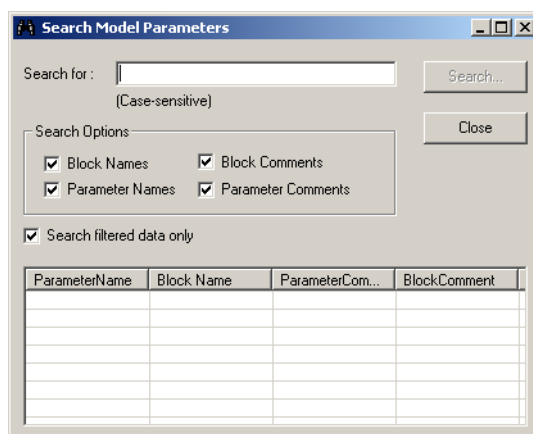 Search Model Parameters
Search for :
Search...
(Case-sensitive)
Close
Search Options
Block Names
Block Comments
Parameter Names
Parameter Comments
Search filtered data only
ParameterName Block Name ParameterCom... BlockComment